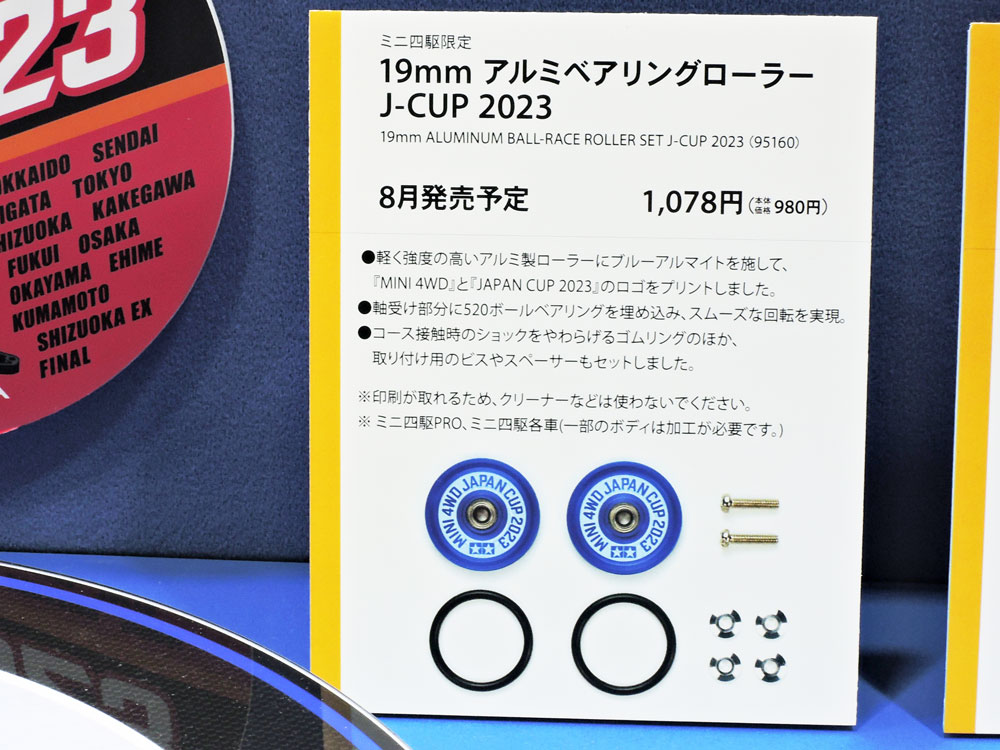 23
SENDAI
TOKYO
KAKEGAWA
FUKUI OSAKA
OKAYAMA EHIME
KUMAMOTO
SHIZUOKA EX
FINAL
ミニ四駆限定
19mm アルミベアリングローラー
J-CUP 2023
19mm ALUMINUM BALL-RACE ROLLER SET J-CUP 2023 (95160)
8月発売予定 1,078円(本体価格 980円)
●軽く強度の高いアルミ製ローラーにブルーアルマイトを施して、
『MINI 4WD』と『JAPAN CUP 2023』のロゴをプリントしました。
●軸受け部分に520ボールベアリングを埋め込み、スムーズな回転を実現。
●コース接触時のショックをやわらげるゴムリングのほか、
取り付け用のビスやスペーサーもセットしました。
※印刷が取れるため、クリーナーなどは使わないでください。
※ ミニ四駆PRO、ミニ四駆各車(一部のボディは加工が必要です。)
MINI 4WD JAPAN CUP 2023
MINI 4WD JAPAN CUP 2023